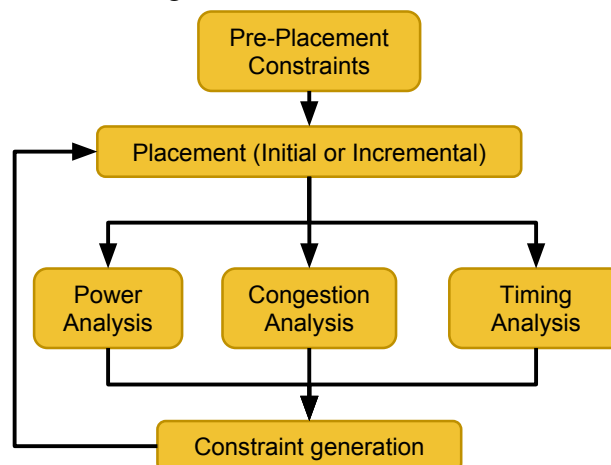 Pre-Placement
Constraints
Placement (Initial or Incremental)
Power
Analysis
Congestion
Analysis
Timing
Analysis
Constraint generation